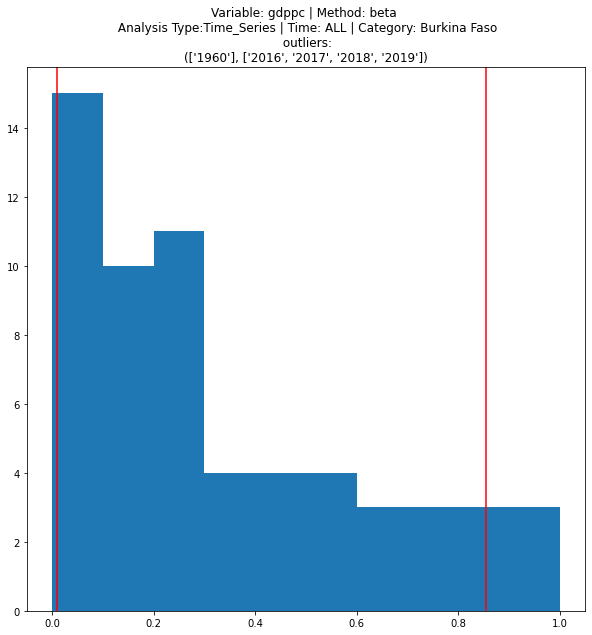 Variable: gdppc | Method: beta
Analysis Type:Time_Series | Time: ALL | Category: Burkina Faso
outliers:
(['1960'], ['2016', '2017', '2018', '2019'])
14
12
10
8
6
4
2
0
0.0 0.2 0.4 0.6 0.8 1.0